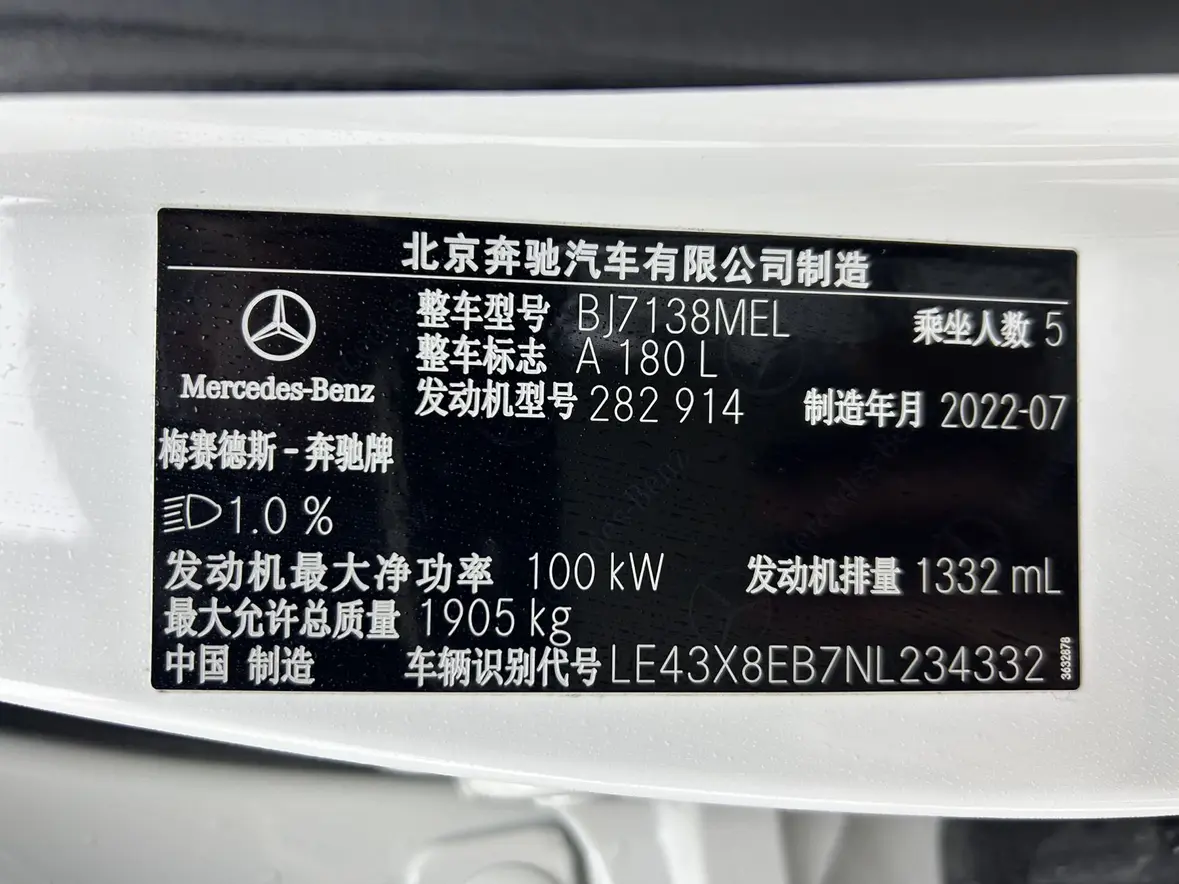 北京奔驰汽车有限公司制造
整车型号 BJ7138MEL 乘坐人数 5
整车标志 A 180 L
Mercedes-Benz
发动机型号 282 914 制造年月 2022-07
梅赛德斯-奔驰牌
1.0 %
发动机最大净功率 100 kW 发动机排量 1332 mL
最大允许总质量 1905 kg
中国 制造 车辆识别代号 LE43X8EB7NL234332
3632878